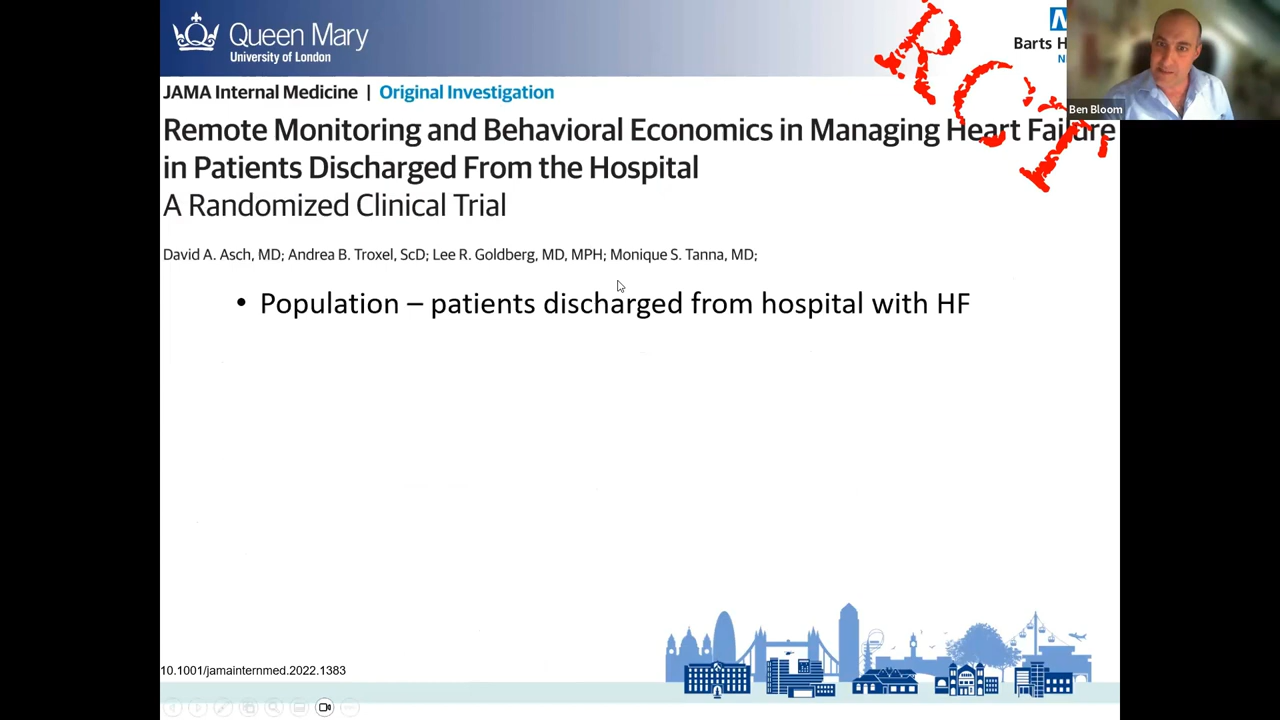 Queen Mary
University of London
Barts H
N
RCT
Ben Bloom
JAMA Internal Medicine | Original Investigation
Remote Monitoring and Behavioral Economics in Managing Heart Failure
in Patients Discharged From the Hospital
A Randomized Clinical Trial
David A. Asch, MD; Andrea B. Troxel, ScD; Lee R. Goldberg, MD, MPH; Monique S. Tanna, MD;
• Population – patients discharged from hospital with HF
10.1001/jamainternmed.2022.1383